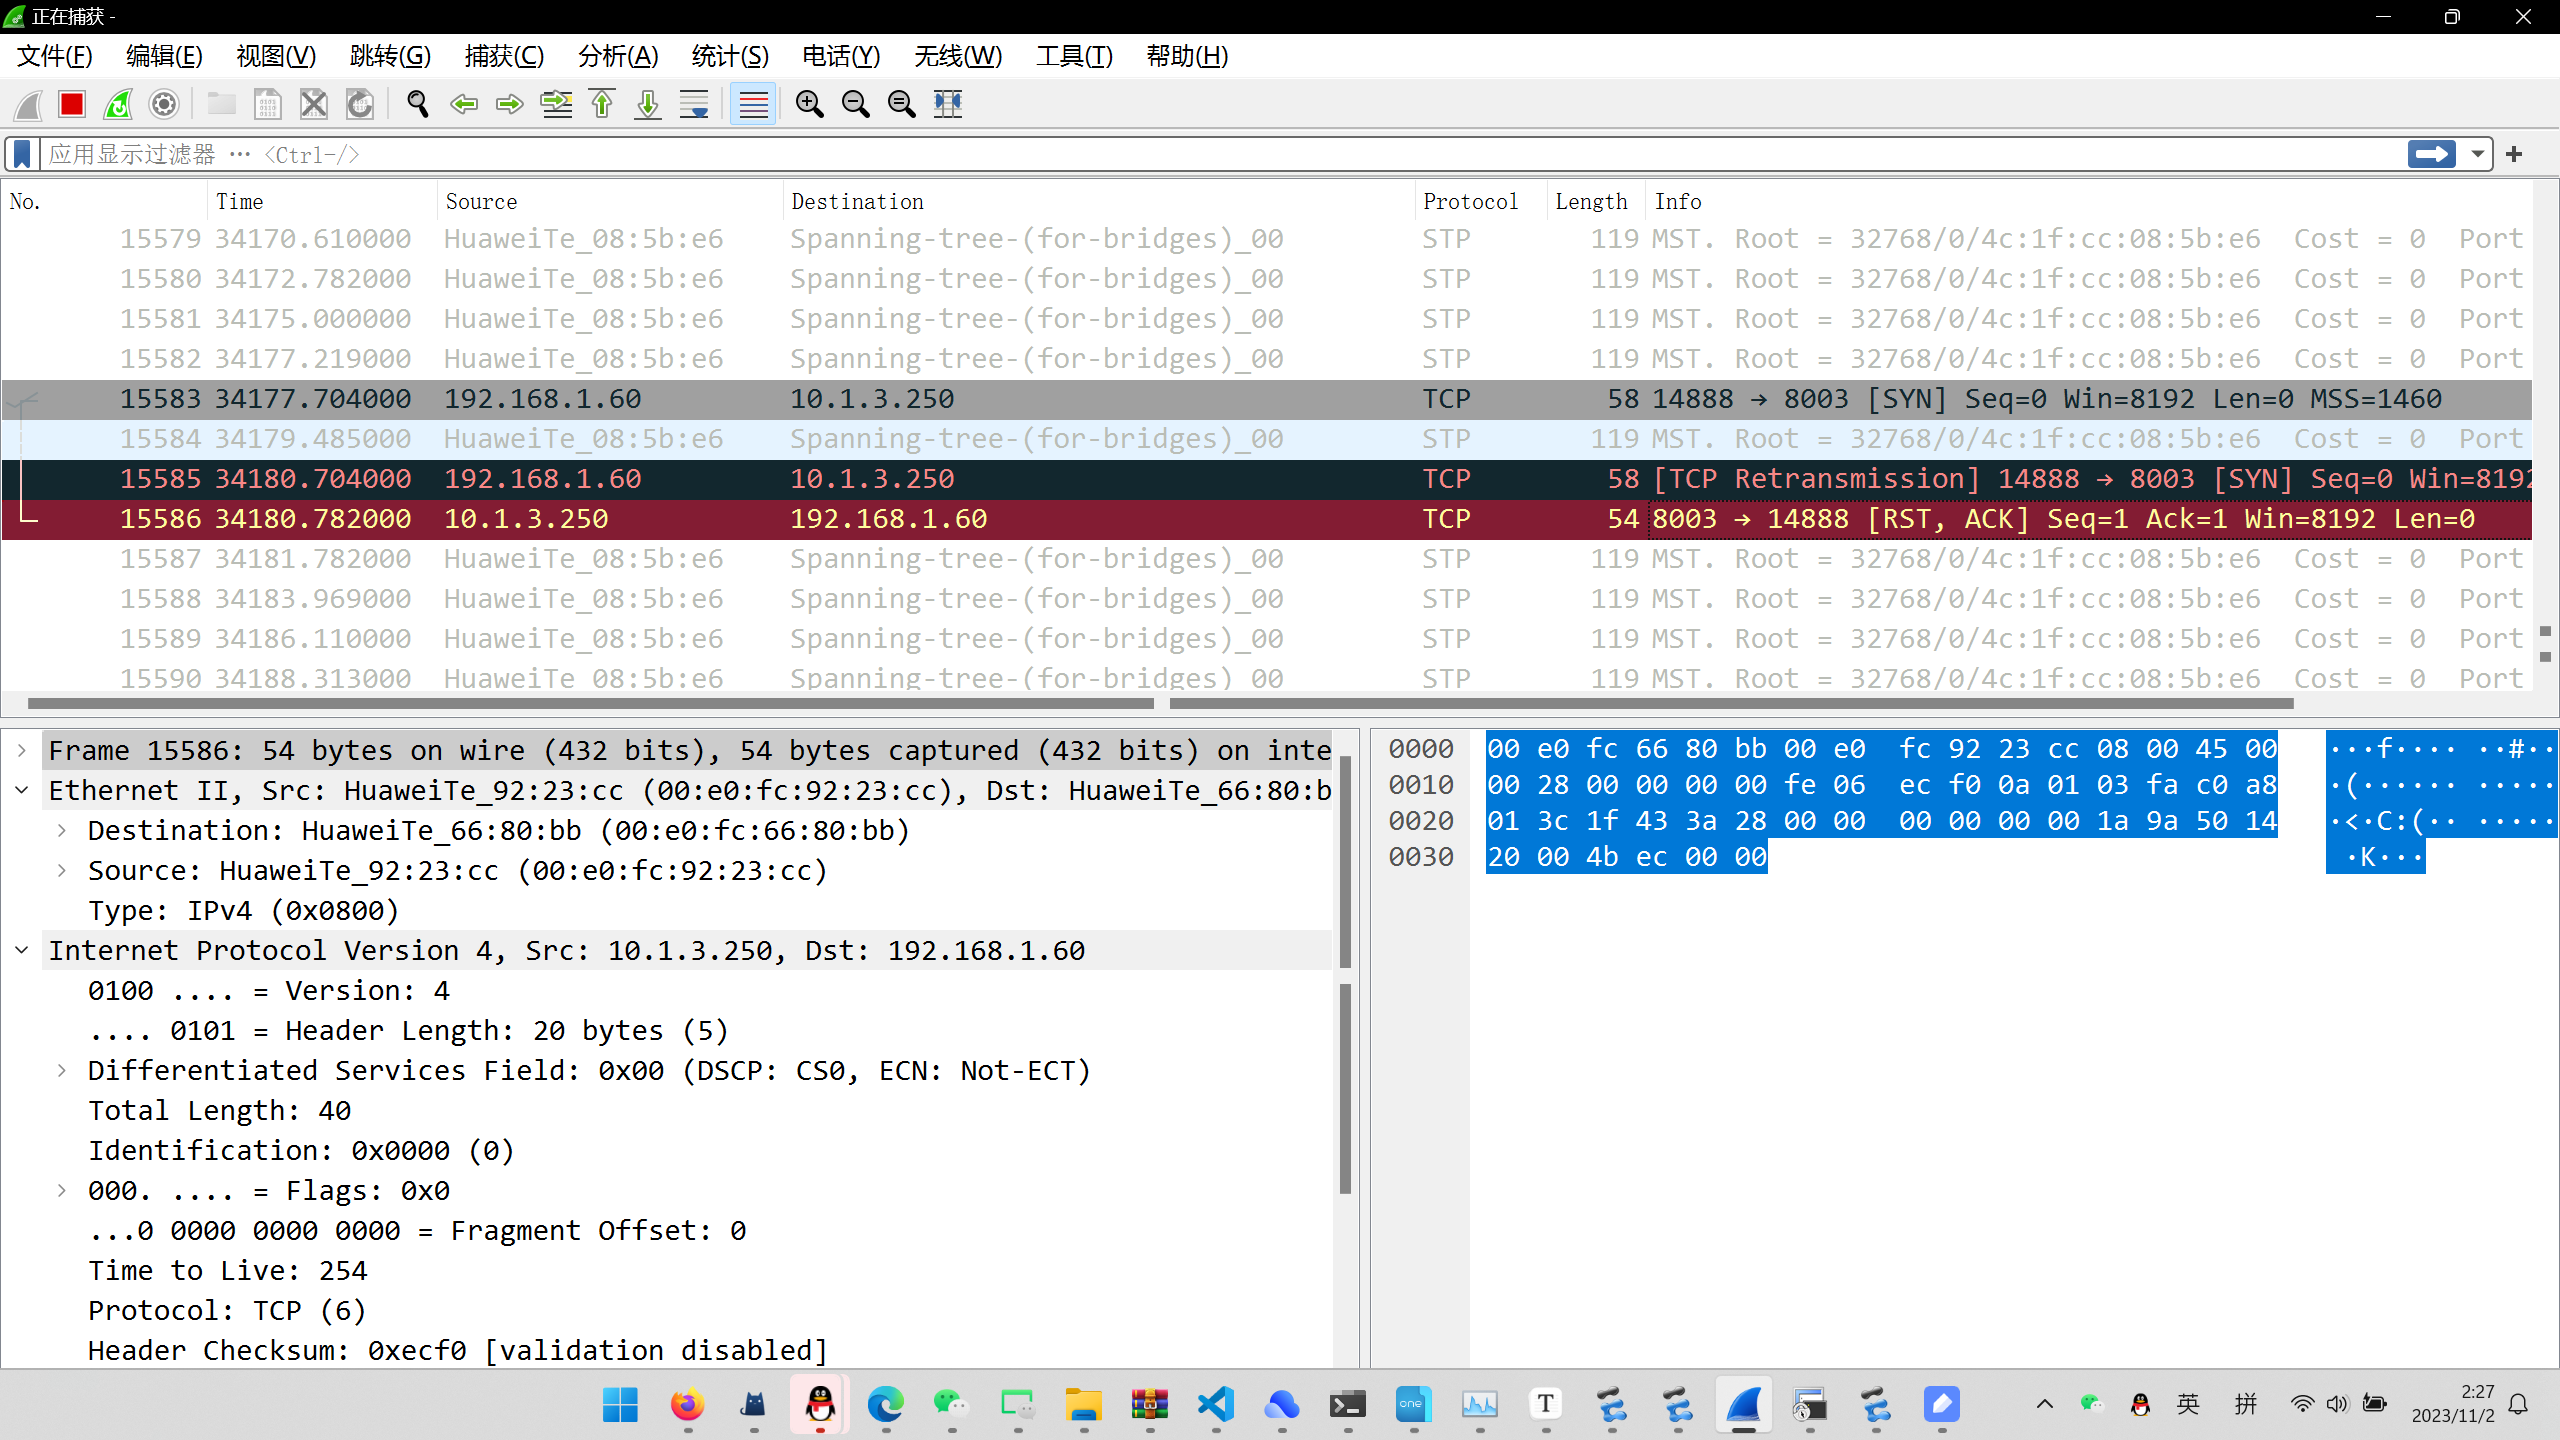 正在捕获 -
文件(F) 编辑(E) 视图(V) 跳转(G) 捕获(C) 分析(A) 统计(S) 电话(Y) 无线(W) 工具(T) 帮助(H)
应用显示过滤器 … <Ctrl-/>
No. Time Source Destination Protocol Length Info
15579 34170.610000 HuaweiTe_08:5b:e6 Spanning-tree-(for-bridges)_00 STP 119 MST. Root = 32768/0/4c:1f:cc:08:5b:e6 Cost = 0 Port
15580 34172.782000 HuaweiTe_08:5b:e6 Spanning-tree-(for-bridges)_00 STP 119 MST. Root = 32768/0/4c:1f:cc:08:5b:e6 Cost = 0 Port
15581 34175.000000 HuaweiTe_08:5b:e6 Spanning-tree-(for-bridges)_00 STP 119 MST. Root = 32768/0/4c:1f:cc:08:5b:e6 Cost = 0 Port
15582 34177.219000 HuaweiTe_08:5b:e6 Spanning-tree-(for-bridges)_00 STP 119 MST. Root = 32768/0/4c:1f:cc:08:5b:e6 Cost = 0 Port
15583 34177.704000 192.168.1.60 10.1.3.250 TCP 58 14888 → 8003 [SYN] Seq=0 Win=8192 Len=0 MSS=1460
15584 34179.485000 HuaweiTe_08:5b:e6 Spanning-tree-(for-bridges)_00 STP 119 MST. Root = 32768/0/4c:1f:cc:08:5b:e6 Cost = 0 Port
15585 34180.704000 192.168.1.60 10.1.3.250 TCP 58 [TCP Retransmission] 14888 → 8003 [SYN] Seq=0 Win=8192
15586 34180.782000 10.1.3.250 192.168.1.60 TCP 54 8003 → 14888 [RST, ACK] Seq=1 Ack=1 Win=8192 Len=0
15587 34181.782000 HuaweiTe_08:5b:e6 Spanning-tree-(for-bridges)_00 STP 119 MST. Root = 32768/0/4c:1f:cc:08:5b:e6 Cost = 0 Port
15588 34183.969000 HuaweiTe_08:5b:e6 Spanning-tree-(for-bridges)_00 STP 119 MST. Root = 32768/0/4c:1f:cc:08:5b:e6 Cost = 0 Port
15589 34186.110000 HuaweiTe_08:5b:e6 Spanning-tree-(for-bridges)_00 STP 119 MST. Root = 32768/0/4c:1f:cc:08:5b:e6 Cost = 0 Port
15590 34188.313000 HuaweiTe_08:5b:e6 Spanning-tree-(for-bridges)_00 STP 119 MST. Root = 32768/0/4c:1f:cc:08:5b:e6 Cost = 0 Port
Frame 15586: 54 bytes on wire (432 bits), 54 bytes captured (432 bits) on inte
Ethernet II, Src: HuaweiTe_92:23:cc (00:e0:fc:92:23:cc), Dst: HuaweiTe_66:80:b
Destination: HuaweiTe_66:80:bb (00:e0:fc:66:80:bb)
Source: HuaweiTe_92:23:cc (00:e0:fc:92:23:cc)
Type: IPv4 (0x0800)
Internet Protocol Version 4, Src: 10.1.3.250, Dst: 192.168.1.60
0100 .... = Version: 4
.... 0101 = Header Length: 20 bytes (5)
Differentiated Services Field: 0x00 (DSCP: CS0, ECN: Not-ECT)
Total Length: 40
Identification: 0x0000 (0)
000. .... = Flags: 0x0
...0 0000 0000 0000 = Fragment Offset: 0
Time to Live: 254
Protocol: TCP (6)
Header Checksum: 0xecf0 [validation disabled]
0000 00 e0 fc 66 80 bb 00 e0 fc 92 23 cc 08 00 45 00 ···f···· ··#··
0010 00 28 00 00 00 00 fe 06 ec f0 0a 01 03 fa c0 a8 ·(······ ·····
0020 01 3c 1f 43 3a 28 00 00 00 00 00 00 1a 9a 50 14 ·<·C:(·· ·····
0030 20 00 4b ec 00 00 ·K···
one T 英 拼 2:27
2023/11/2